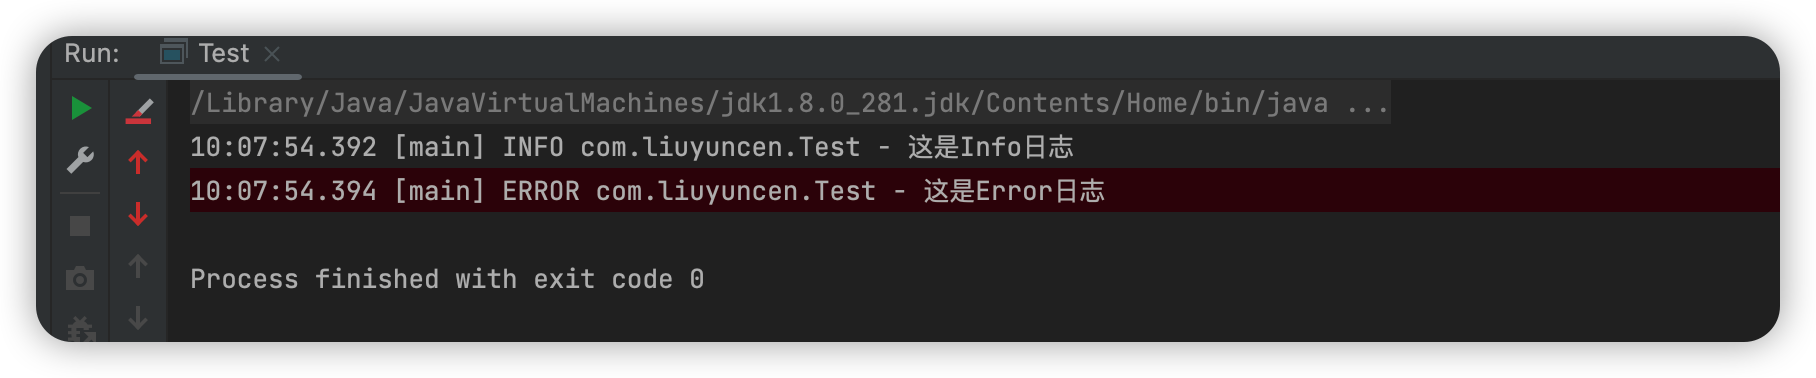 Run: Test
/Library/Java/JavaVirtualMachines/jdk1.8.0_281.jdk/Contents/Home/bin/java ...
10:07:54.392 [main] INFO com.liuyuncen.Test - 这是Info日志
10:07:54.394 [main] ERROR com.liuyuncen.Test - 这是Error日志
Process finished with exit code 0